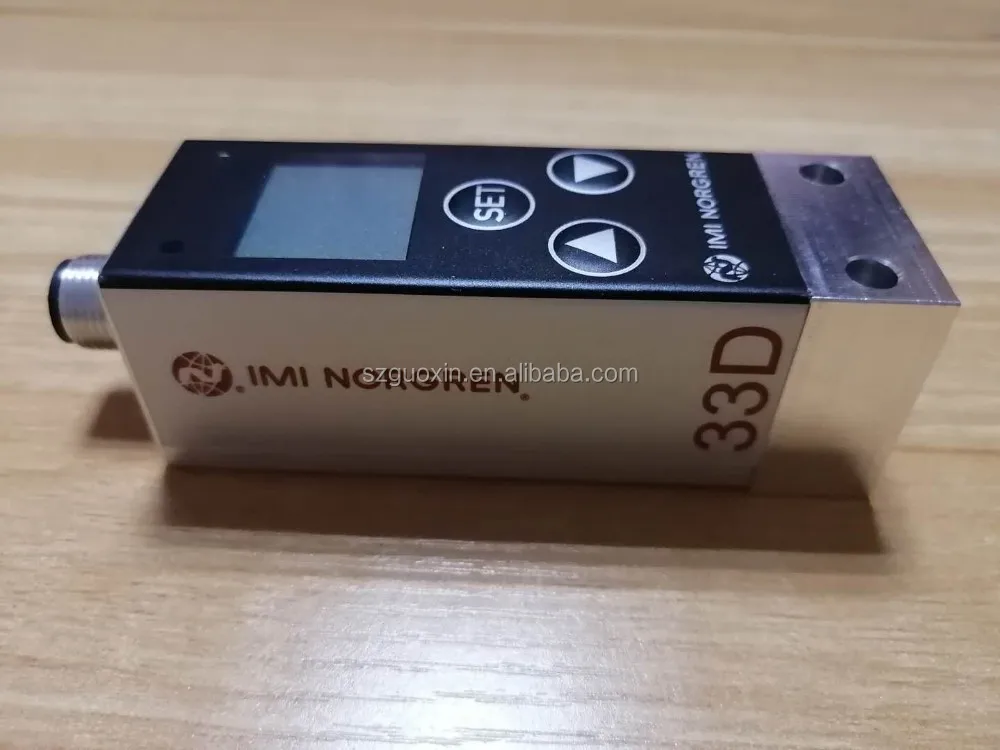 SET
IMI NORGREN
IMI NORGREN®
33D
szguoxin.en.alibaba.com